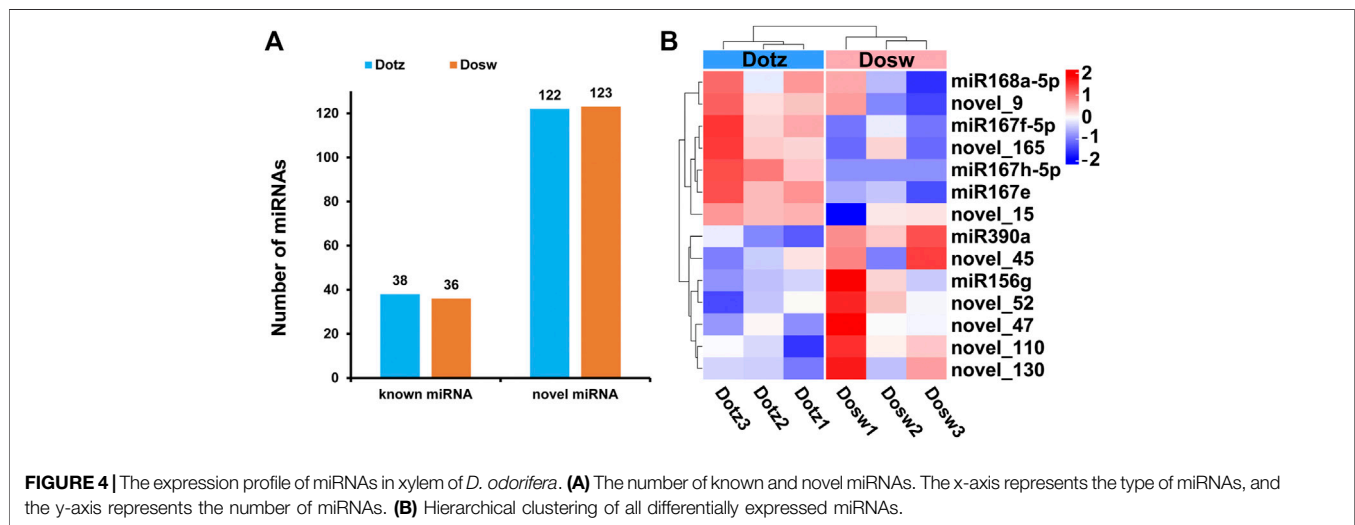 A
Dotz Dosw
Number of miRNAs
120
100
80
60
40
20
0
38
36
122
123
known miRNA
novel miRNA
B
Dotz Dosw
miR168a-5p
novel_9
miR167f-5p
novel_165
miR167h-5p
miR167e
novel_15
miR390a
novel_45
miR156g
novel_52
novel_47
novel_110
novel_130
2
1
0
-1
-2
Dotz3
Dotz2
Dotz1
Dosw1
Dosw2
Dosw3
FIGURE 4 | The expression profile of miRNAs in xylem of D. odorifera. (A) The number of known and novel miRNAs. The x-axis represents the type of miRNAs, and
the y-axis represents the number of miRNAs. (B) Hierarchical clustering of all differentially expressed miRNAs.